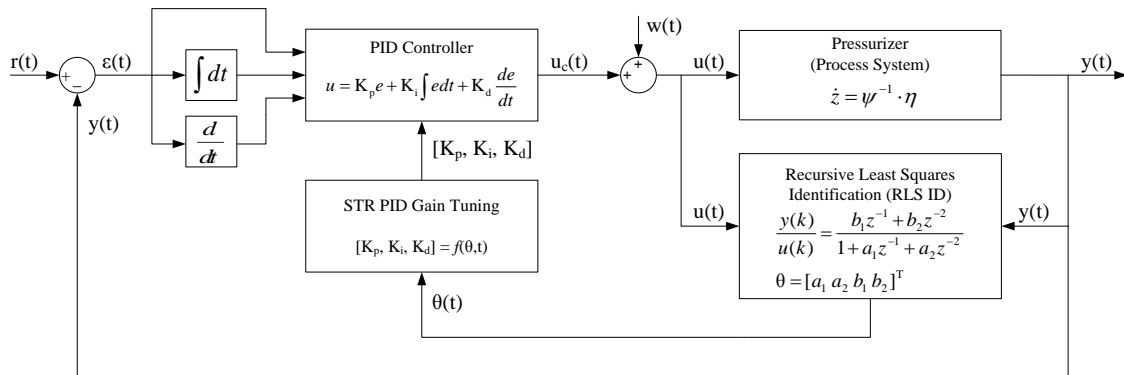 r(t)
+
−
ε(t)
y(t)
∫ dt
d
dt
PID Controller
u = K_p e + K_i ∫ edt + K_d de/dt
[K_p, K_i, K_d]
STR PID Gain Tuning
[K_p, K_i, K_d] = f(θ,t)
θ(t)
u_c(t)
w(t)
+
+
u(t)
u(t)
Pressurizer
(Process System)
ż = ψ^{-1} · η
y(t)
Recursive Least Squares
Identification (RLS ID)
y(k)/u(k) = (b_1 z^{-1} + b_2 z^{-2})/(1 + a_1 z^{-1} + a_2 z^{-2})
θ = [a_1 a_2 b_1 b_2]^T
y(t)